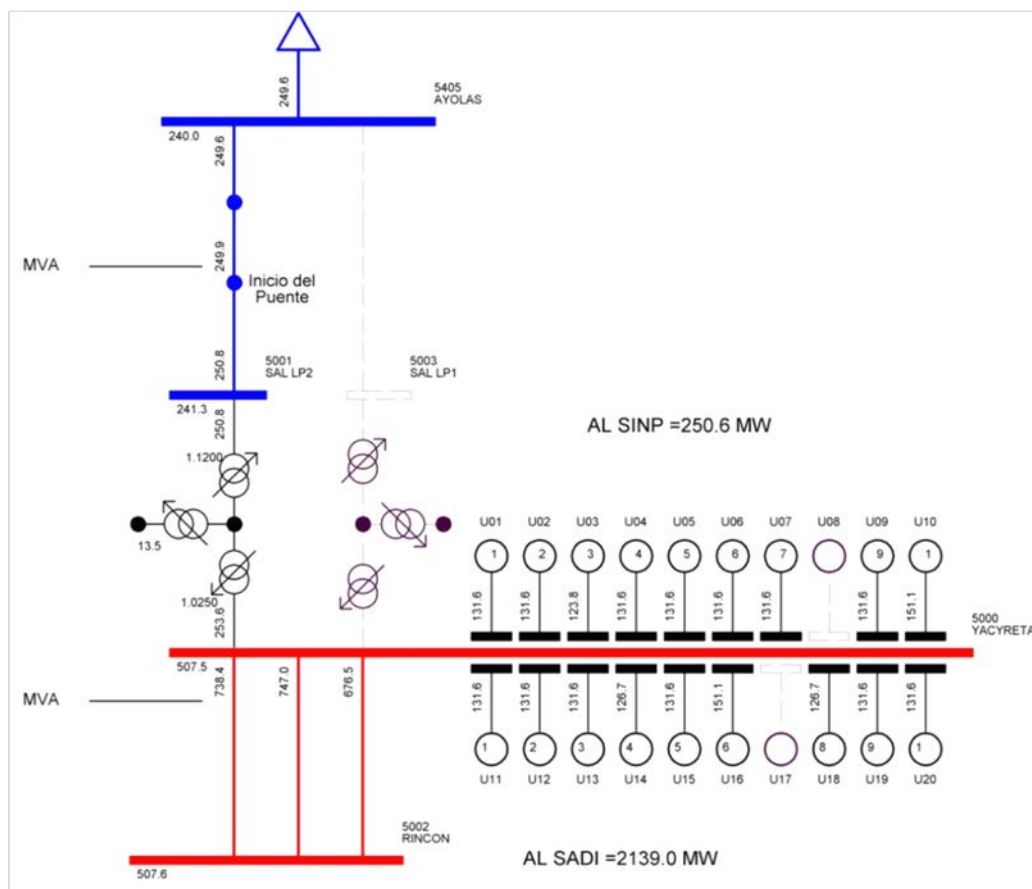 249.6
5405
AYOLAS
240.0
249.6
MVA
249.9
Inicio del
Puente
250.8
5001
SAL LP2
5003
SAL LP1
241.3
250.8
AL SINP =250.6 MW
1.1200
13.5
1.0250
253.6
U01 U02 U03 U04 U05 U06 U07 U08 U09 U10
1 2 3 4 5 6 7 9 1
131.6 131.6 123.8 131.6 131.6 131.6 131.6 131.6 151.1
5000
YACYRETA
507.5
MVA
738.4 747.0 676.5
131.6 131.6 131.6 126.7 131.6 151.1 126.7 131.6 131.6
1 2 3 4 5 6 8 9 1
U11 U12 U13 U14 U15 U16 U17 U18 U19 U20
5002
RINCON
507.6
AL SADI =2139.0 MW